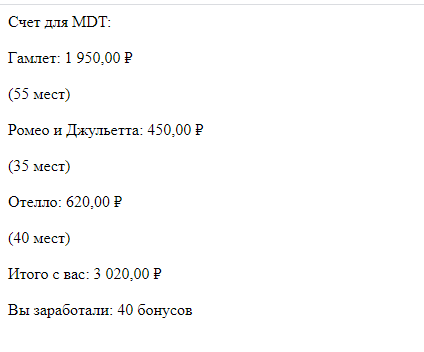 Счет для MDT:
Гамлет: 1 950,00 ₽
(55 мест)
Ромео и Джульетта: 450,00 ₽
(35 мест)
Отелло: 620,00 ₽
(40 мест)
Итого с вас: 3 020,00 ₽
Вы заработали: 40 бонусов